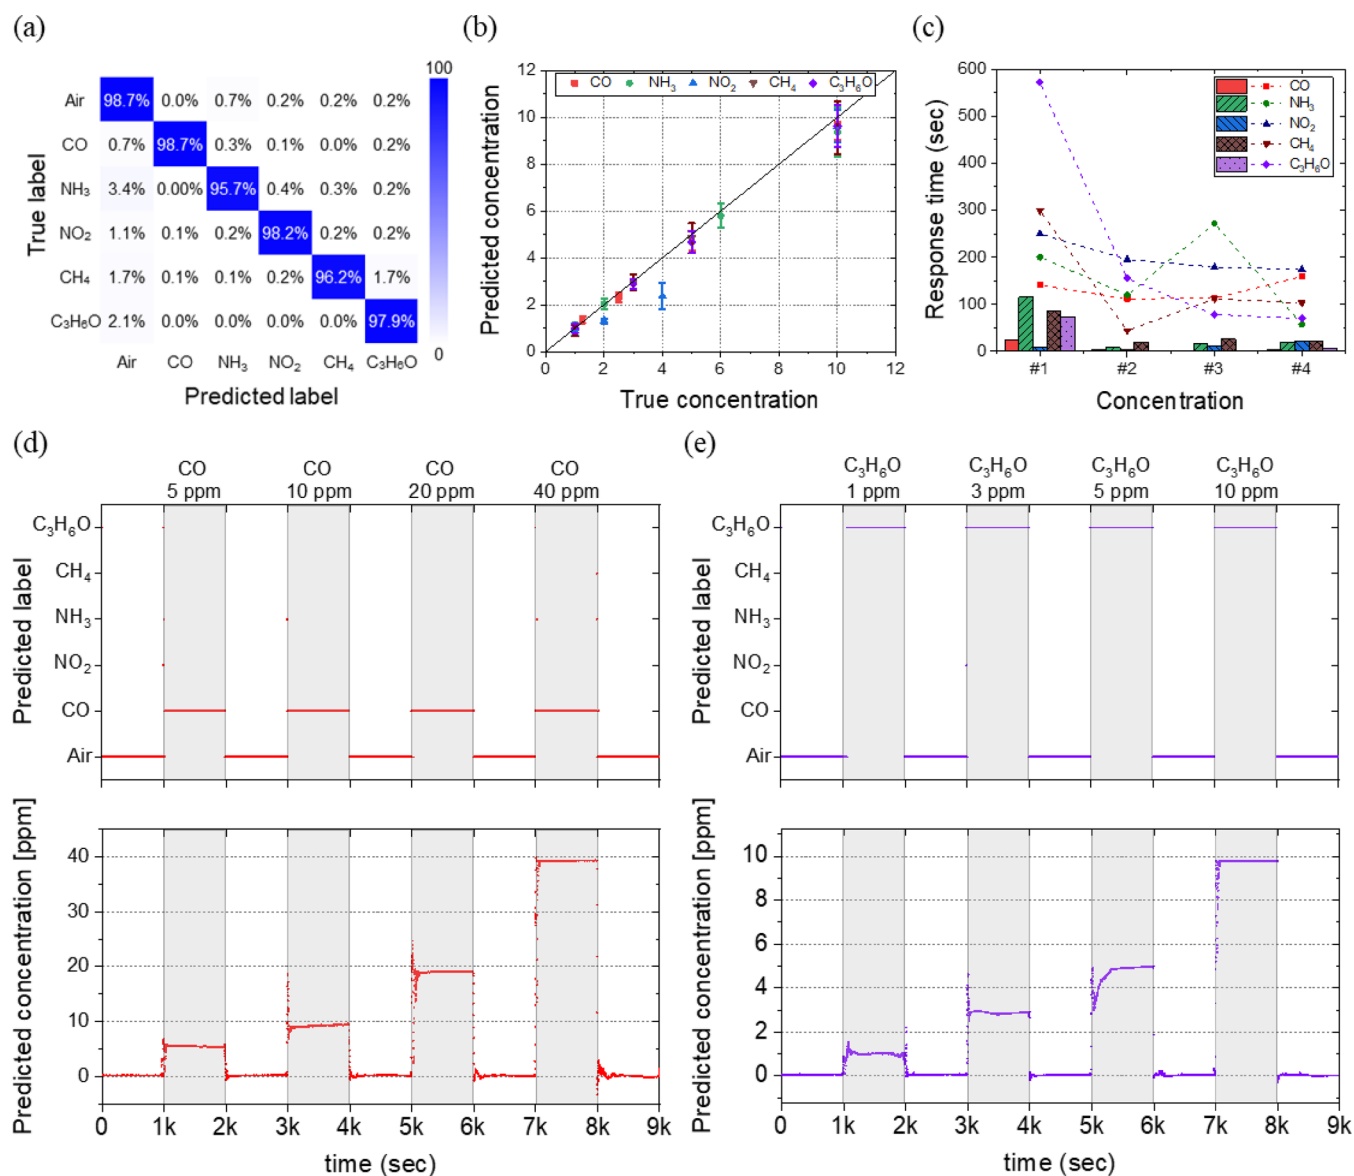 (a)
True label
Air 98.7% 0.0% 0.7% 0.2% 0.2% 0.2%
CO 0.7% 98.7% 0.3% 0.1% 0.0% 0.2%
NH₃ 3.4% 0.00% 95.7% 0.4% 0.3% 0.2%
NO₂ 1.1% 0.1% 0.2% 98.2% 0.2% 0.2%
CH₄ 1.7% 0.1% 0.1% 0.2% 96.2% 1.7%
C₃H₆O 2.1% 0.0% 0.0% 0.0% 0.0% 97.9%
Air CO NH₃ NO₂ CH₄ C₃H₆O
Predicted label
100
0
(b)
Predicted concentration
12
10
8
6
4
2
0
CO NH₃ NO₂ CH₄ C₃H₆O
0 2 4 6 8 10 12
True concentration
(c)
Response time (sec)
600
500
400
300
200
100
0
CO
NH₃
NO₂
CH₄
C₃H₆O
#1 #2 #3 #4
Concentration
(d)
CO CO CO CO
5 ppm 10 ppm 20 ppm 40 ppm
Predicted label
C₃H₆O
CH₄
NH₃
NO₂
CO
Air
Predicted concentration [ppm]
40
30
20
10
0
0 1k 2k 3k 4k 5k 6k 7k 8k 9k
time (sec)
(e)
C₃H₆O C₃H₆O C₃H₆O C₃H₆O
1 ppm 3 ppm 5 ppm 10 ppm
Predicted label
C₃H₆O
CH₄
NH₃
NO₂
CO
Air
Predicted concentration [ppm]
10
8
6
4
2
0
0 1k 2k 3k 4k 5k 6k 7k 8k 9k
time (sec)